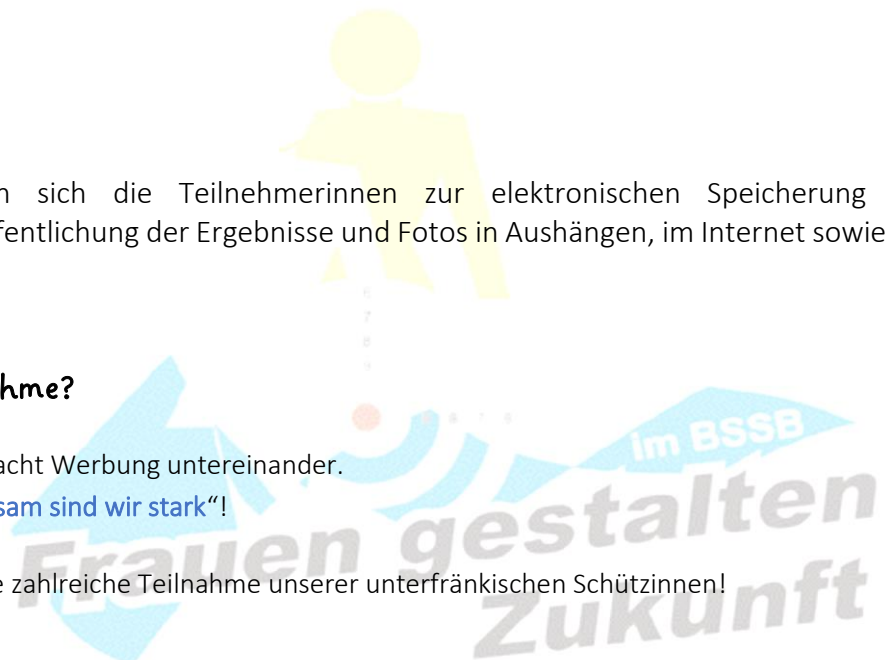 n sich die Teilnehmerinnen zur elektronischen Speicherung
fentlichung der Ergebnisse und Fotos in Aushängen, im Internet sowie
hme?
im BSSB
acht Werbung untereinander.
sam sind wir stark“!
Frauen gestalten
e zahlreiche Teilnahme unserer unterfränkischen Schützinnen!
Zukunft